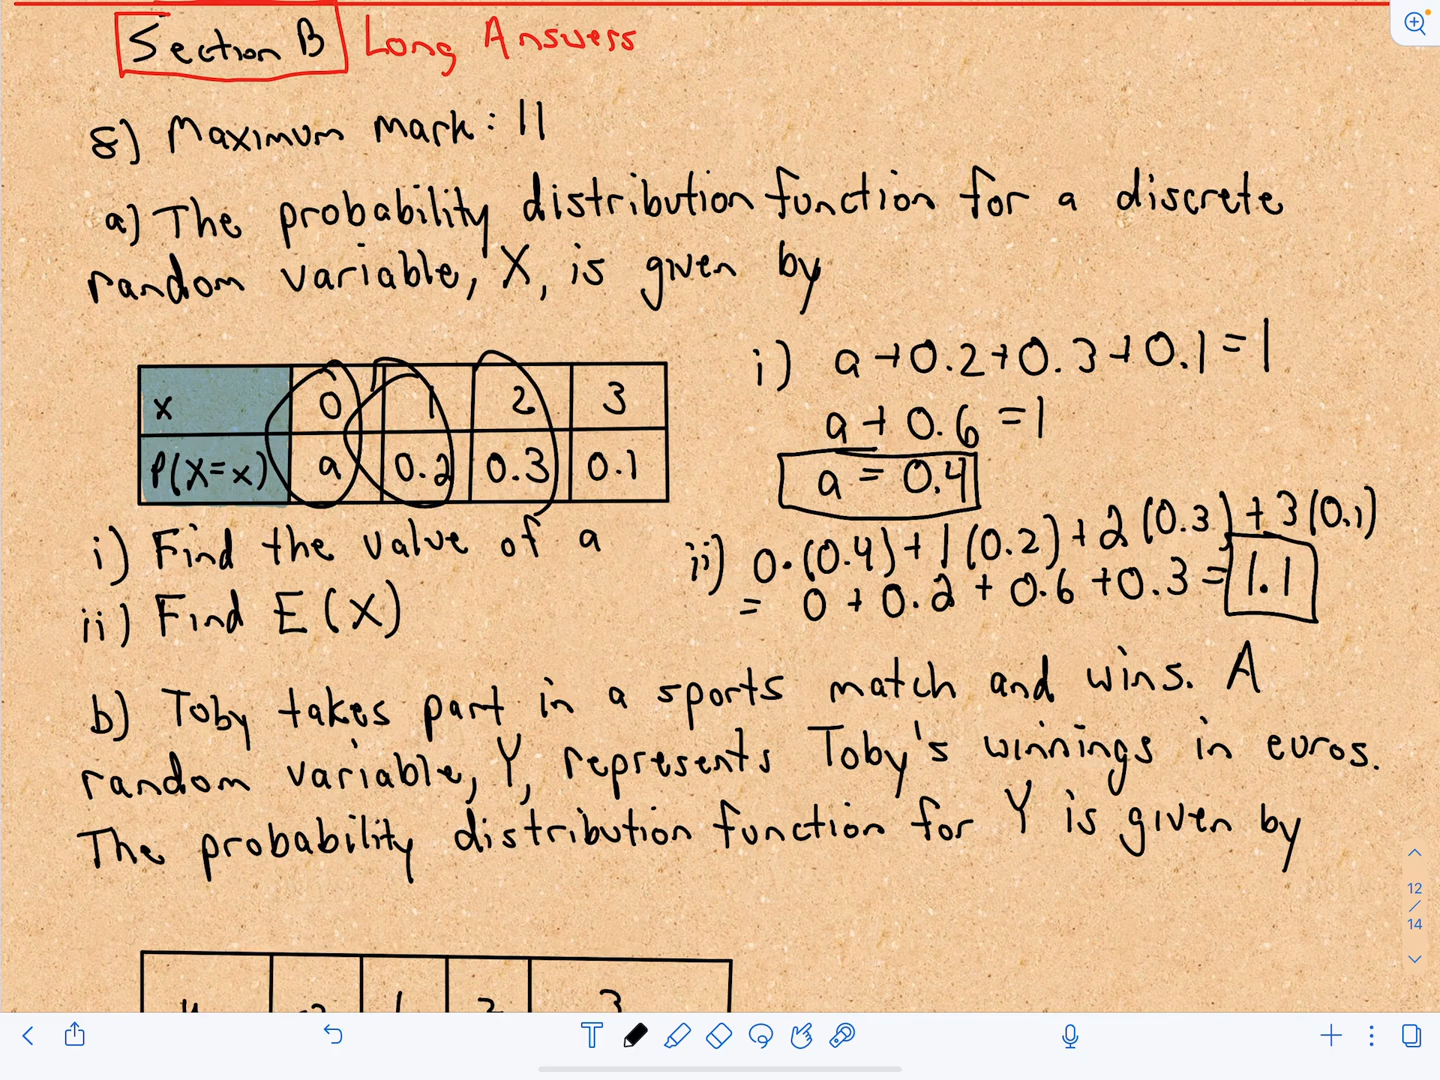 Section B Long Answers
8) Maximum mark: 11
a) The probability distribution function for a discrete
random variable, X, is given by
x 0 1 2 3
P(X=x) a 0.2 0.3 0.1
i) a+0.2+0.3+0.1=1
a+0.6=1
a=0.4
i) Find the value of a
ii) Find E(X)
ii) 0·(0.4)+1(0.2)+2(0.3)+3(0.1)
= 0+0.2+0.6+0.3=1.1
b) Toby takes part in a sports match and wins. A
random variable, Y, represents Toby's winnings in euros.
The probability distribution function for Y is given by
12
/
14